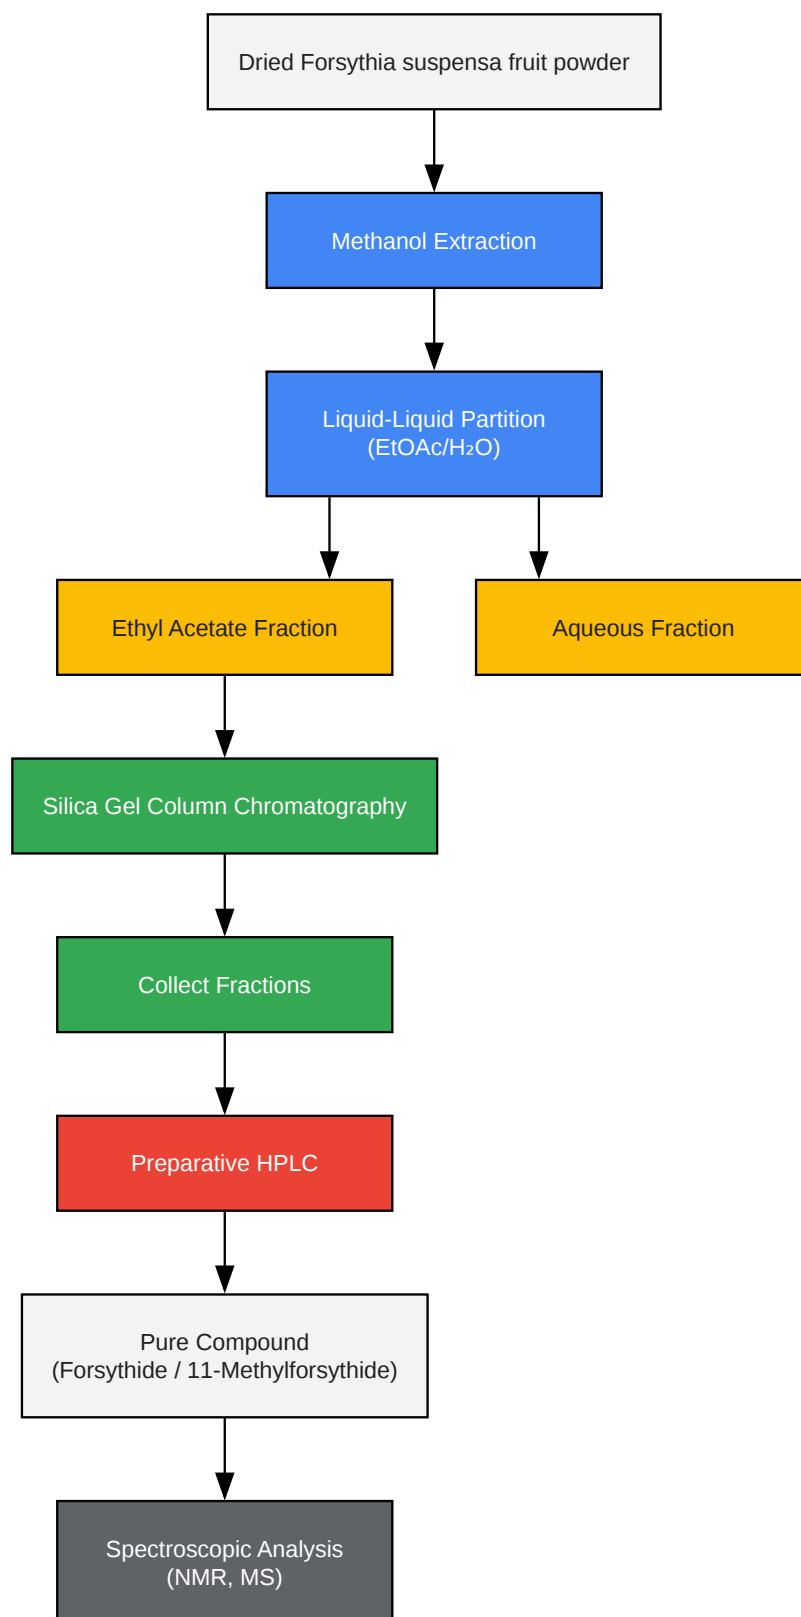 Dried Forsythia suspensa fruit powder
Methanol Extraction
Liquid-Liquid Partition
(EtOAc/H₂O)
Ethyl Acetate Fraction
Aqueous Fraction
Silica Gel Column Chromatography
Collect Fractions
Preparative HPLC
Pure Compound
(Forsythide / 11-Methylforsythide)
Spectroscopic Analysis
(NMR, MS)